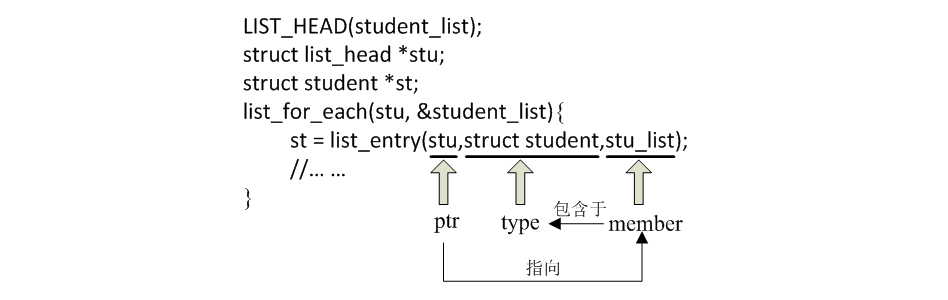 LIST_HEAD(student_list);
struct list_head *stu;
struct student *st;
list_for_each(stu, &student_list){
st = list_entry(stu,struct student,stu_list);
//… …
}
包含于
ptr type member
指向